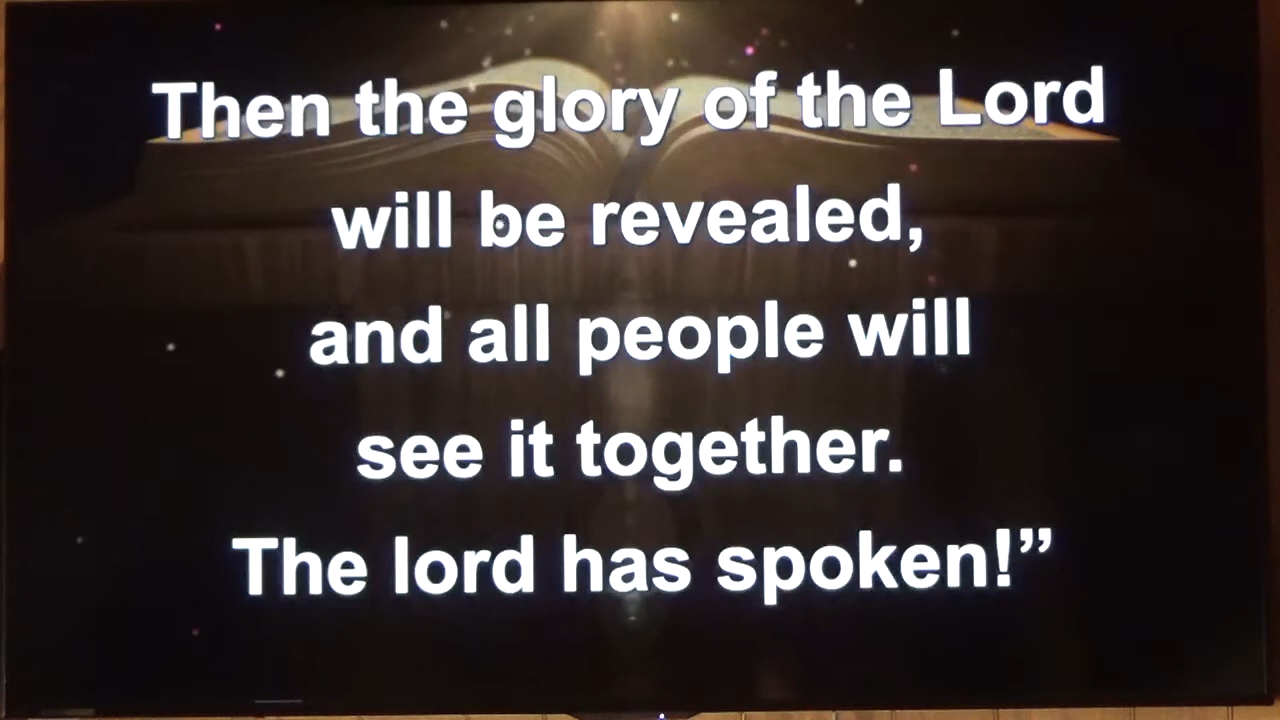 Then the glory of the Lord
will be revealed,
and all people will
see it together.
The lord has spoken!”